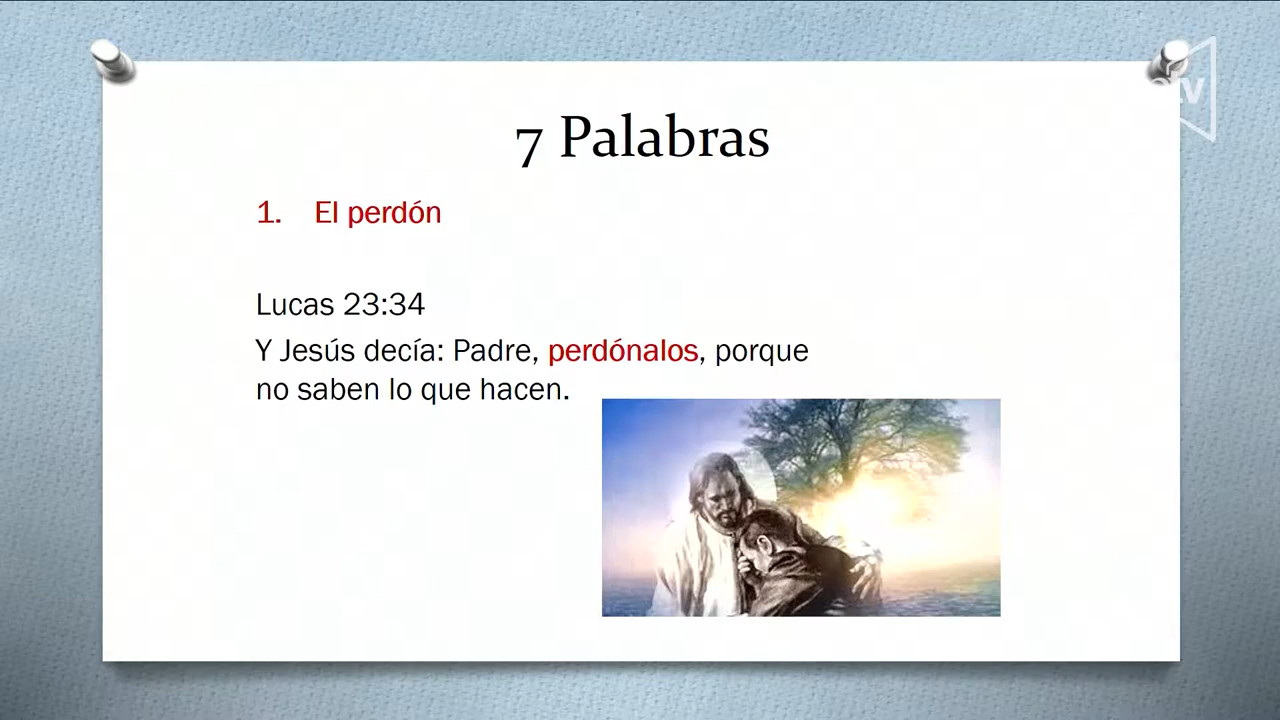 7 Palabras
1. El perdón
Lucas 23:34
Y Jesús decía: Padre, perdónalos, porque
no saben lo que hacen.